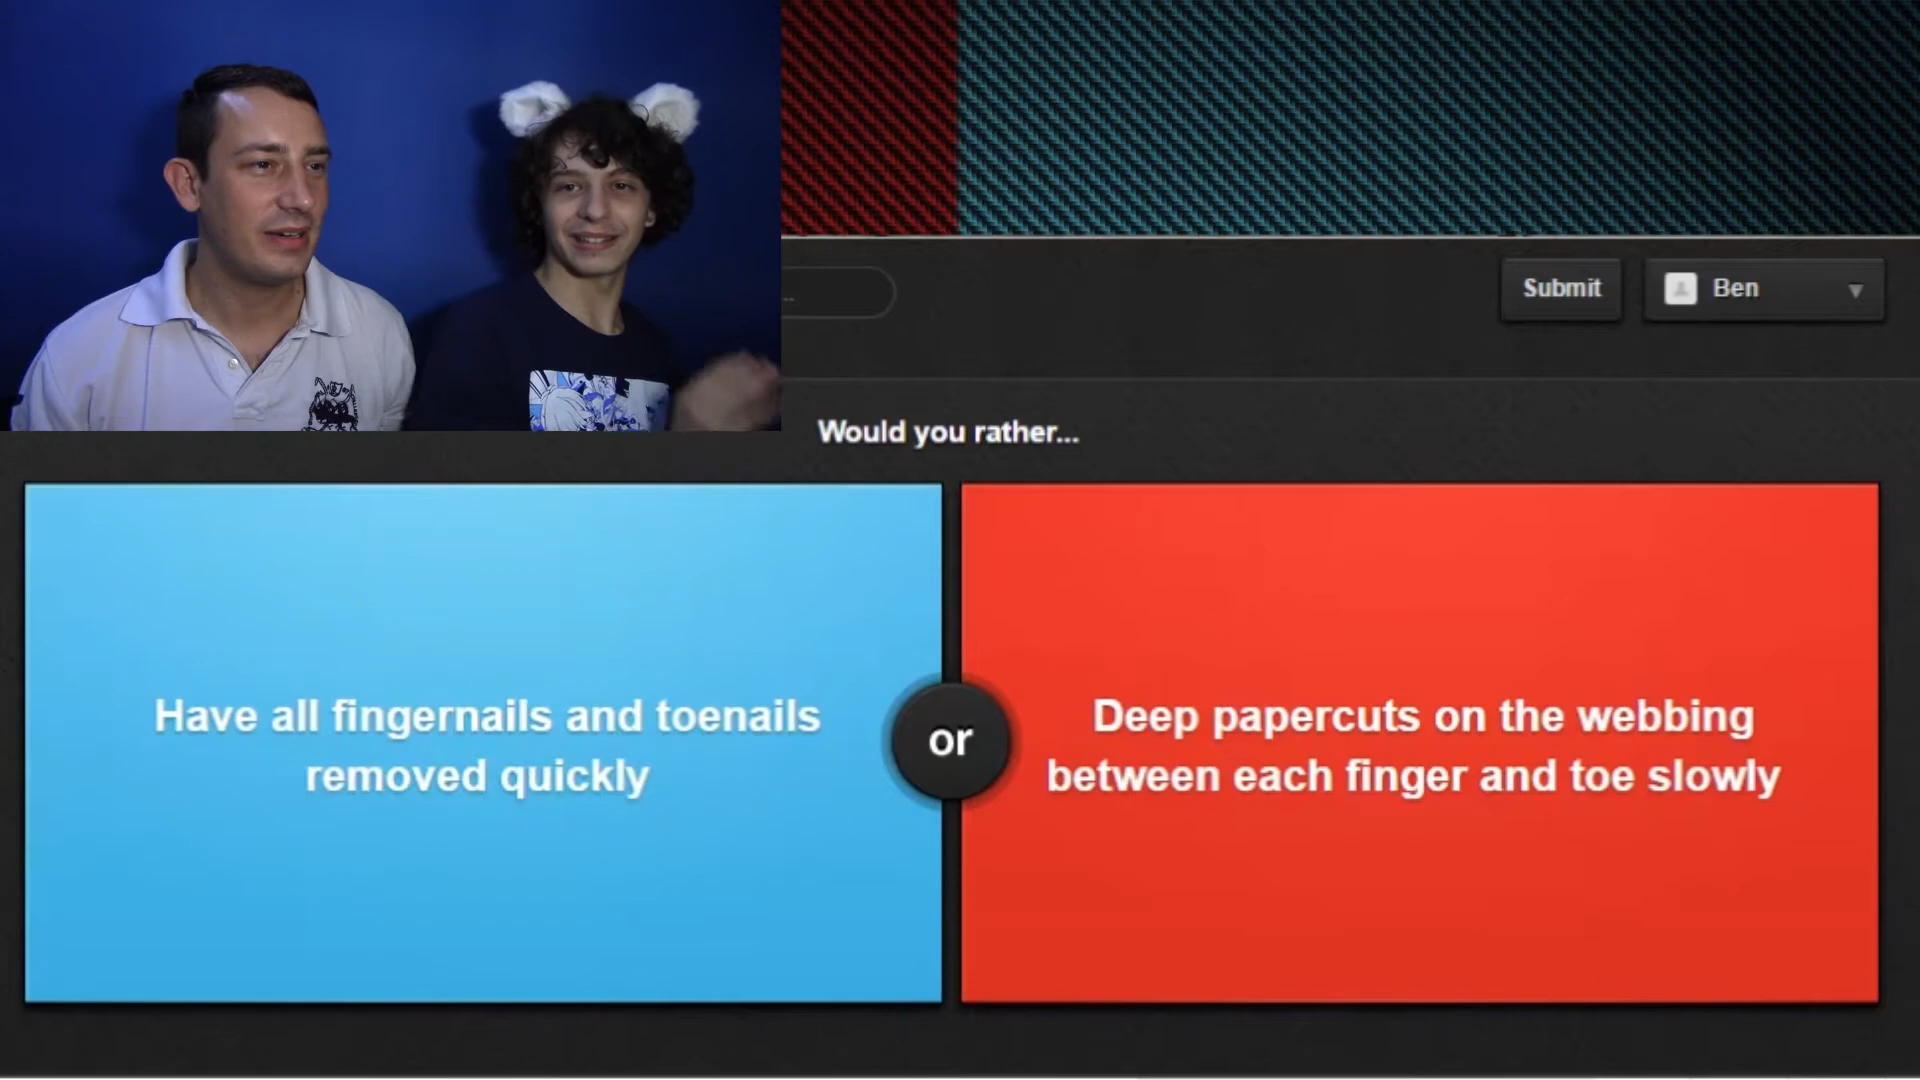 Submit
Ben
Would you rather...
Have all fingernails and toenails
removed quickly
or
Deep papercuts on the webbing
between each finger and toe slowly